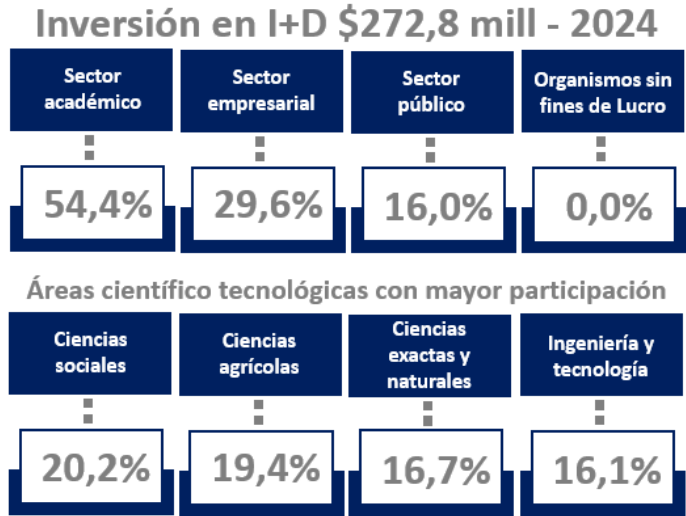 Inversión en I+D $272,8 mill - 2024
Sector
académico
Sector
empresarial
Sector
público
Organismos sin
fines de Lucro
54,4%
29,6%
16,0%
0,0%
Áreas científico tecnológicas con mayor participación
Ciencias
sociales
Ciencias
agrícolas
Ciencias
exactas y
naturales
Ingeniería y
tecnología
20,2%
19,4%
16,7%
16,1%